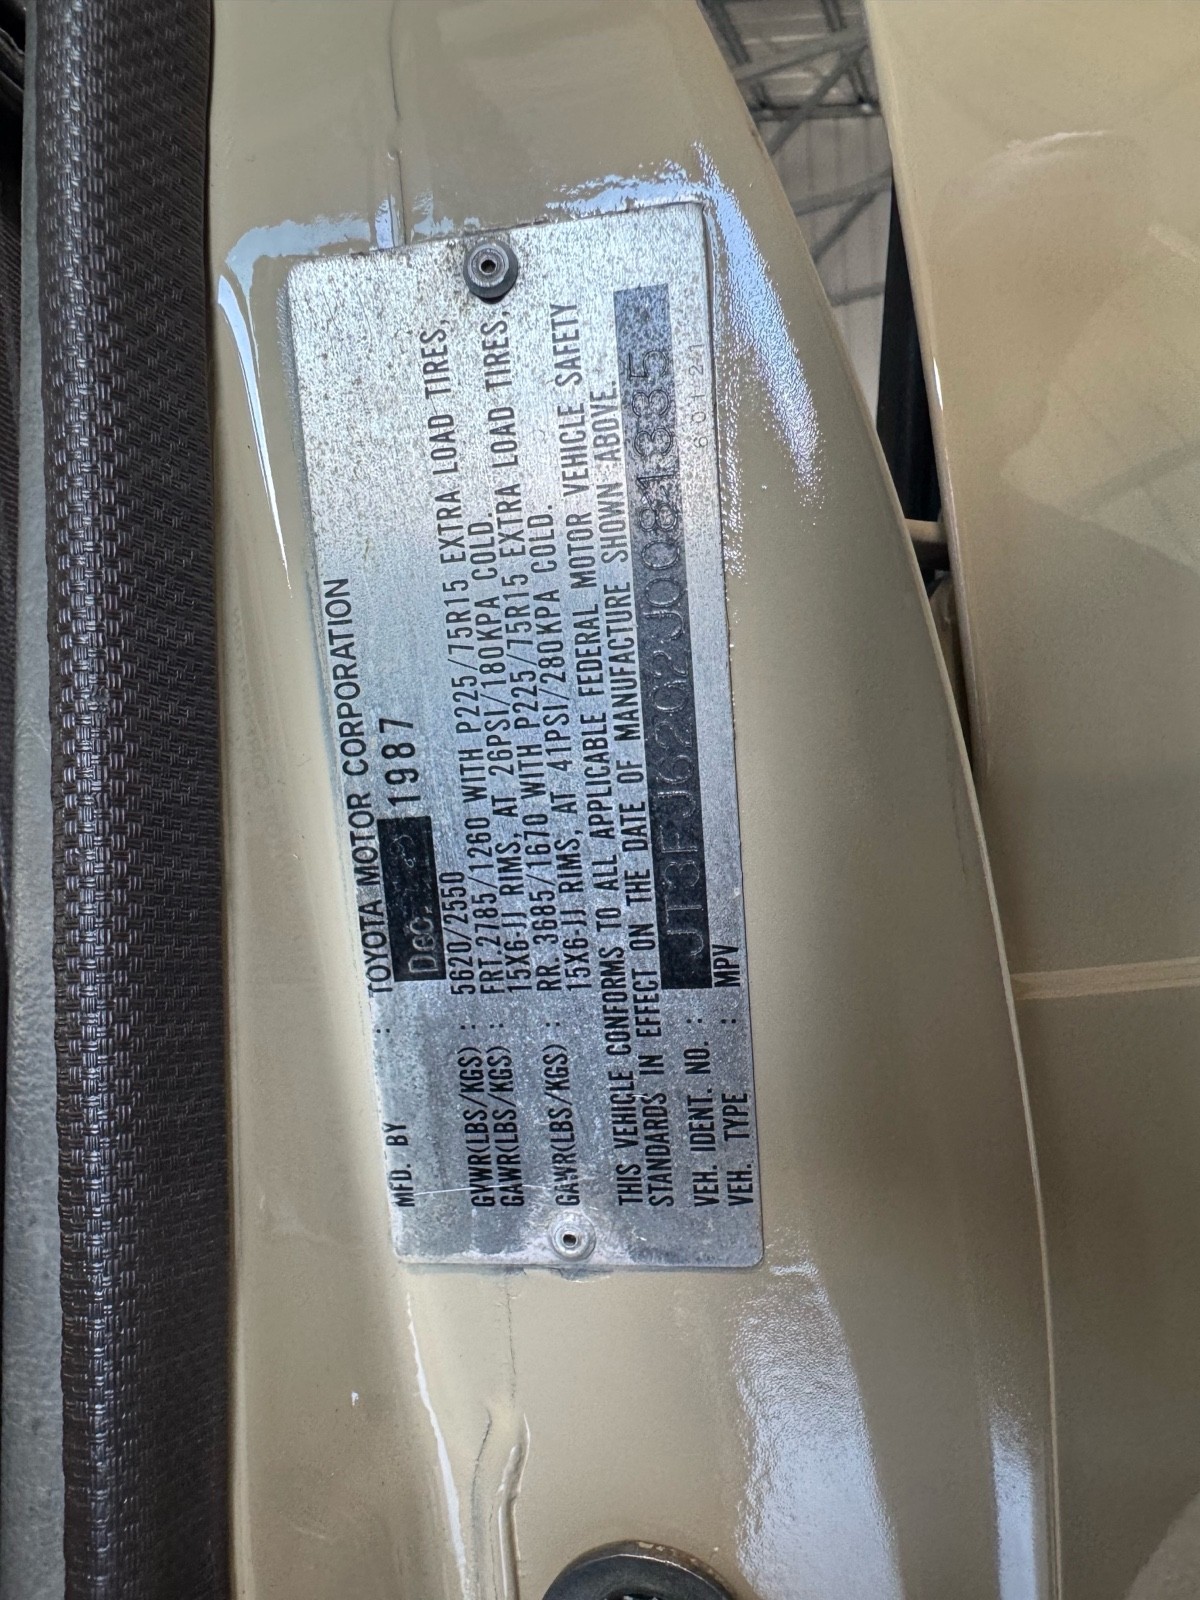 MFD. BY : TOYOTA MOTOR CORPORATION
Dec. 1987
GVWR(LBS/KGS) : 5620/2550
GAWR(LBS/KGS) : FRT.2785/1260 WITH P225/75R15 EXTRA LOAD TIRES,
15X6-JJ RIMS, AT 26PSI/180KPA COLD.
GAWR(LBS/KGS) : RR. 3685/1670 WITH P225/75R15 EXTRA LOAD TIRES,
15X6-JJ RIMS, AT 41PSI/280KPA COLD.
THIS VEHICLE CONFORMS TO ALL APPLICABLE FEDERAL MOTOR VEHICLE SAFETY
STANDARDS IN EFFECT ON THE DATE OF MANUFACTURE SHOWN ABOVE.
VEH. IDENT. NO. : JT3FJ62G2J0081335
VEH. TYPE : MPV
60121